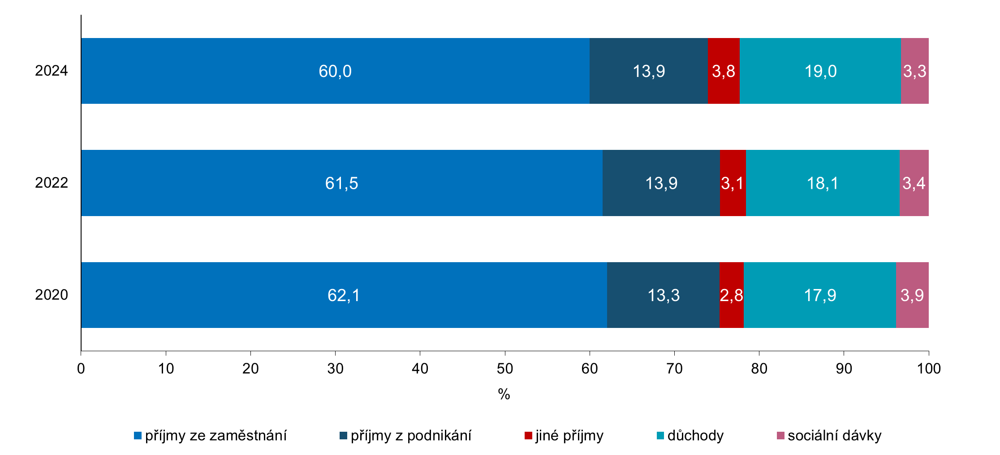 2024 60,0 13,9 3,8 19,0 3,3
2022 61,5 13,9 3,1 18,1 3,4
2020 62,1 13,3 2,8 17,9 3,9
0 10 20 30 40 50 60 70 80 90 100
%
příjmy ze zaměstnání příjmy z podnikání jiné příjmy důchody sociální dávky